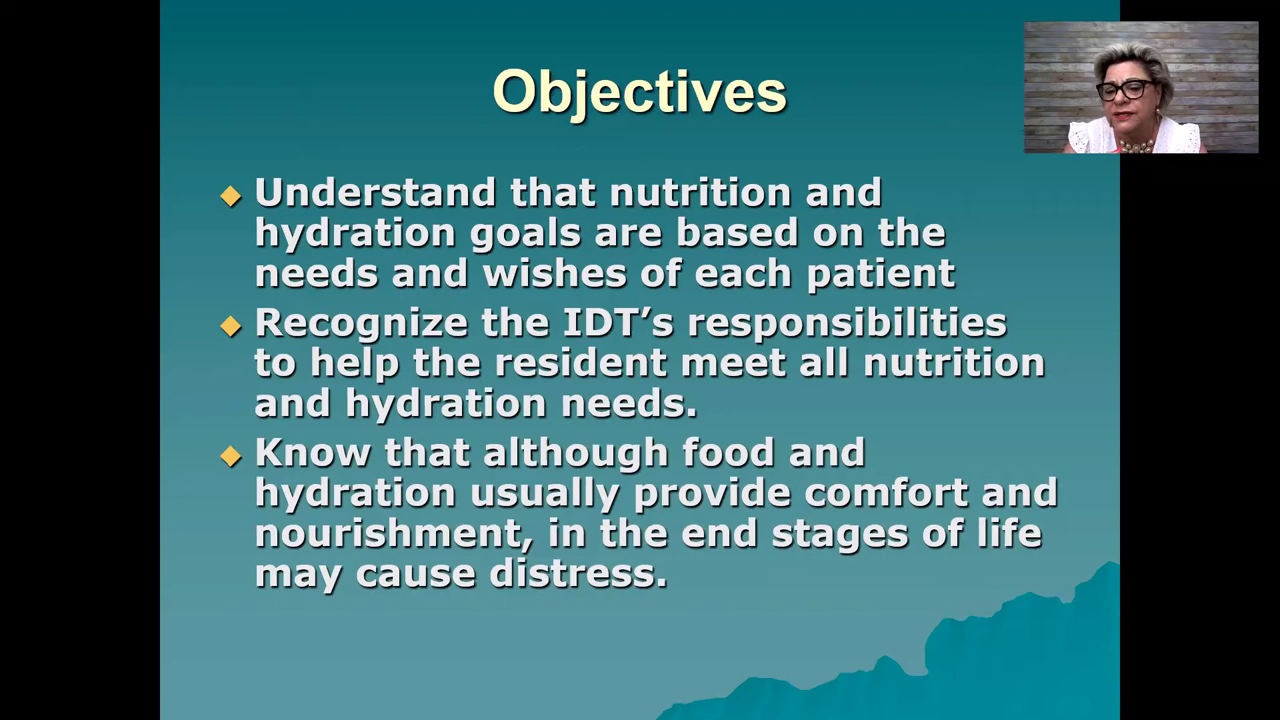 Objectives
Understand that nutrition and
hydration goals are based on the
needs and wishes of each patient
Recognize the IDT’s responsibilities
to help the resident meet all nutrition
and hydration needs.
Know that although food and
hydration usually provide comfort and
nourishment, in the end stages of life
may cause distress.